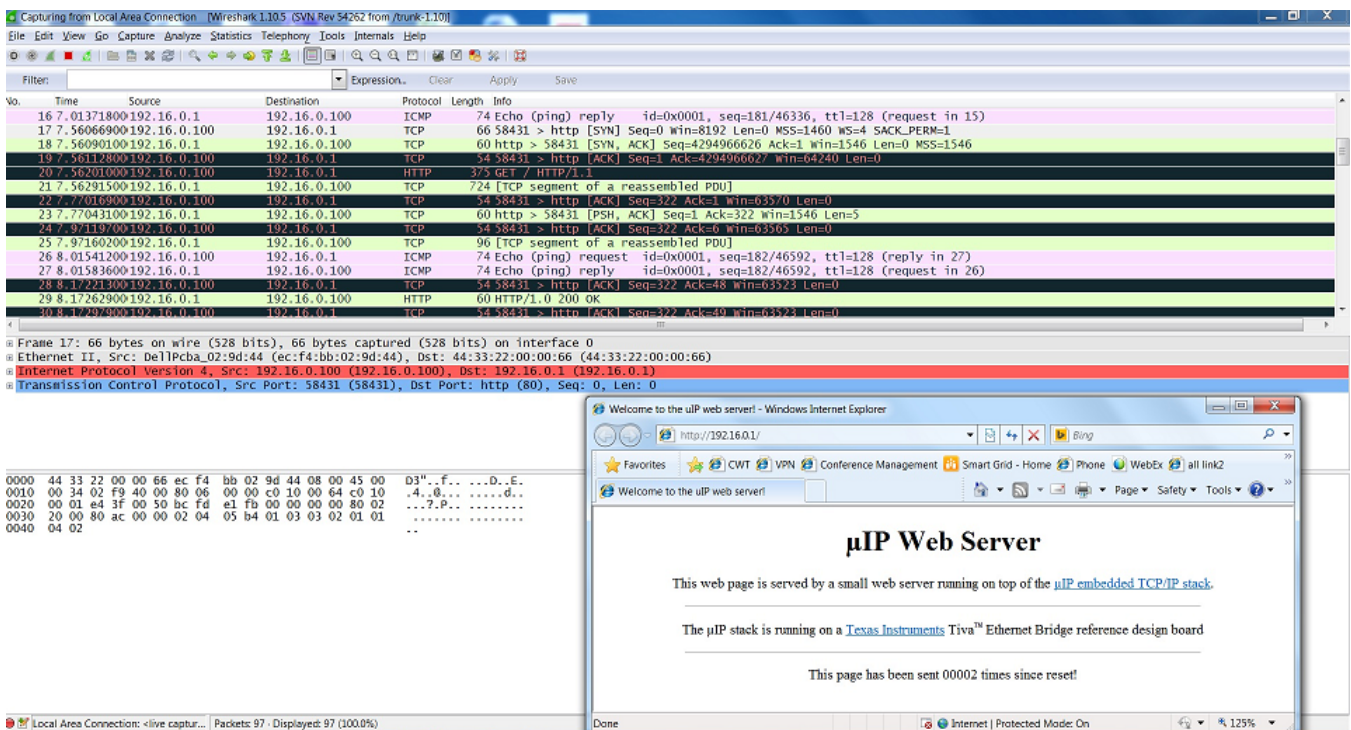 Capturing from Local Area Connection [Wireshark 1.10.5 (SVN Rev 54262 from /trunk-1.10)]
File Edit View Go Capture Analyze Statistics Telephony Tools Internals Help
Filter: Expression... Clear Apply Save
No. Time Source Destination Protocol Length Info
16 7.01371800 192.16.0.1 192.16.0.100 ICMP 74 Echo (ping) reply id=0x0001, seq=181/46336, ttl=128 (request in 15)
17 7.56066900 192.16.0.100 192.16.0.1 TCP 66 58431 > http [SYN] Seq=0 Win=8192 Len=0 MSS=1460 WS=4 SACK_PERM=1
18 7.56090100 192.16.0.1 192.16.0.100 TCP 60 http > 58431 [SYN, ACK] Seq=4294966626 Ack=1 Win=1546 Len=0 MSS=1546
19 7.56112800 192.16.0.100 192.16.0.1 TCP 54 58431 > http [ACK] Seq=1 Ack=4294966627 Win=64240 Len=0
20 7.56201000 192.16.0.100 192.16.0.1 HTTP 375 GET / HTTP/1.1
21 7.56291500 192.16.0.1 192.16.0.100 TCP 724 [TCP segment of a reassembled PDU]
22 7.77016900 192.16.0.100 192.16.0.1 TCP 54 58431 > http [ACK] Seq=322 Ack=1 Win=63570 Len=0
23 7.77043100 192.16.0.1 192.16.0.100 TCP 60 http > 58431 [PSH, ACK] Seq=1 Ack=322 Win=1546 Len=5
24 7.97119700 192.16.0.100 192.16.0.1 TCP 54 58431 > http [ACK] Seq=322 Ack=6 Win=63565 Len=0
25 7.97160200 192.16.0.1 192.16.0.100 TCP 96 [TCP segment of a reassembled PDU]
26 8.01541200 192.16.0.100 192.16.0.1 ICMP 74 Echo (ping) request id=0x0001, seq=182/46592, ttl=128 (reply in 27)
27 8.01583600 192.16.0.1 192.16.0.100 ICMP 74 Echo (ping) reply id=0x0001, seq=182/46592, ttl=128 (request in 26)
28 8.17221300 192.16.0.100 192.16.0.1 TCP 54 58431 > http [ACK] Seq=322 Ack=48 Win=63523 Len=0
29 8.17262900 192.16.0.1 192.16.0.100 HTTP 60 HTTP/1.0 200 OK
30 8.17297900 192.16.0.100 192.16.0.1 TCP 54 58431 > http [ACK] Seq=322 Ack=49 Win=63523 Len=0
Frame 17: 66 bytes on wire (528 bits), 66 bytes captured (528 bits) on interface 0
Ethernet II, Src: DellPcba_02:9d:44 (ec:f4:bb:02:9d:44), Dst: 44:33:22:00:00:66 (44:33:22:00:00:66)
Internet Protocol Version 4, Src: 192.16.0.100 (192.16.0.100), Dst: 192.16.0.1 (192.16.0.1)
Transmission Control Protocol, Src Port: 58431 (58431), Dst Port: http (80), Seq: 0, Len: 0
0000 44 33 22 00 00 66 ec f4 bb 02 9d 44 08 00 45 00 D3"..f.. ...D..E.
0010 00 34 02 f9 40 00 80 06 00 00 c0 10 00 64 c0 10 .4..@... .....d..
0020 00 01 e4 3f 00 50 bc fd e1 fb 00 00 00 00 80 02 ...?.P.. ........
0030 20 00 80 ac 00 00 02 04 05 b4 01 03 03 02 01 01 ........ ........
0040 04 02 ..
Local Area Connection: <live captur... Packets: 97 · Displayed: 97 (100.0%)
Welcome to the uIP web server! - Windows Internet Explorer
http://192.16.0.1/ Bing
Favorites CWT VPN Conference Management Smart Grid - Home Phone WebEx all link2
Welcome to the uIP web server! Page Safety Tools
µIP Web Server
This web page is served by a small web server running on top of the µIP embedded TCP/IP stack.
The µIP stack is running on a Texas Instruments Tiva™ Ethernet Bridge reference design board
This page has been sent 00002 times since reset!
Done Internet | Protected Mode: On 125%